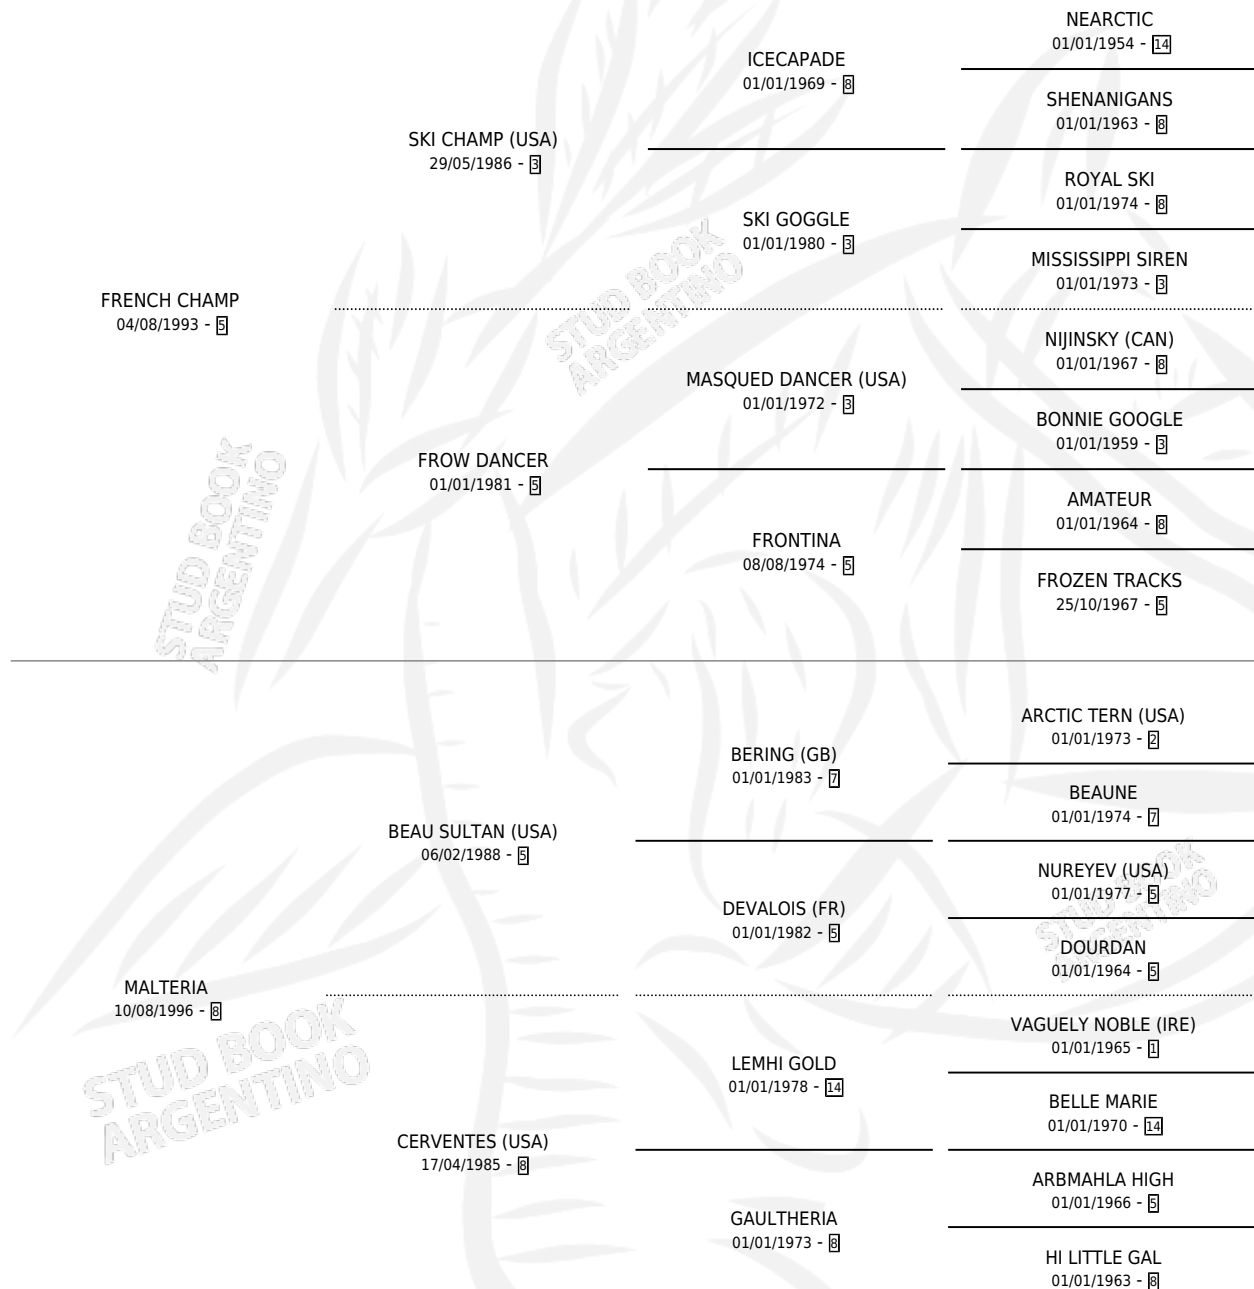 NEARCTIC
01/01/1954 - 14
ICECAPADE
01/01/1969 - 8
SHENANIGANS
01/01/1963 - 8
SKI CHAMP (USA)
29/05/1986 - 3
ROYAL SKI
01/01/1974 - 8
SKI GOGGLE
01/01/1980 - 3
MISSISSIPPI SIREN
01/01/1973 - 3
FRENCH CHAMP
04/08/1993 - 5
STUD BOOK
ARGENTINO
NIJINSKY (CAN)
01/01/1967 - 8
MASQUED DANCER (USA)
01/01/1972 - 3
BONNIE GOOGLE
01/01/1959 - 3
FROW DANCER
01/01/1981 - 5
AMATEUR
01/01/1964 - 8
FRONTINA
08/08/1974 - 5
FROZEN TRACKS
25/10/1967 - 5
STUD BOOK
ARGENTINO
ARCTIC TERN (USA)
01/01/1973 - 2
BERING (GB)
01/01/1983 - 7
BEAUNE
01/01/1974 - 7
BEAU SULTAN (USA)
06/02/1988 - 5
NUREYEV (USA)
01/01/1977 - 5
DEVALOIS (FR)
01/01/1982 - 5
DOURDAN
01/01/1964 - 5
STUD BOOK
ARGENTINO
MALTERIA
10/08/1996 - 8
VAGUELY NOBLE (IRE)
01/01/1965 - 1
LEMHI GOLD
01/01/1978 - 14
BELLE MARIE
01/01/1970 - 14
STUD BOOK
ARGENTINO
CERVENTES (USA)
17/04/1985 - 8
ARBMAHLA HIGH
01/01/1966 - 5
GAULTHERIA
01/01/1973 - 8
HI LITTLE GAL
01/01/1963 - 8